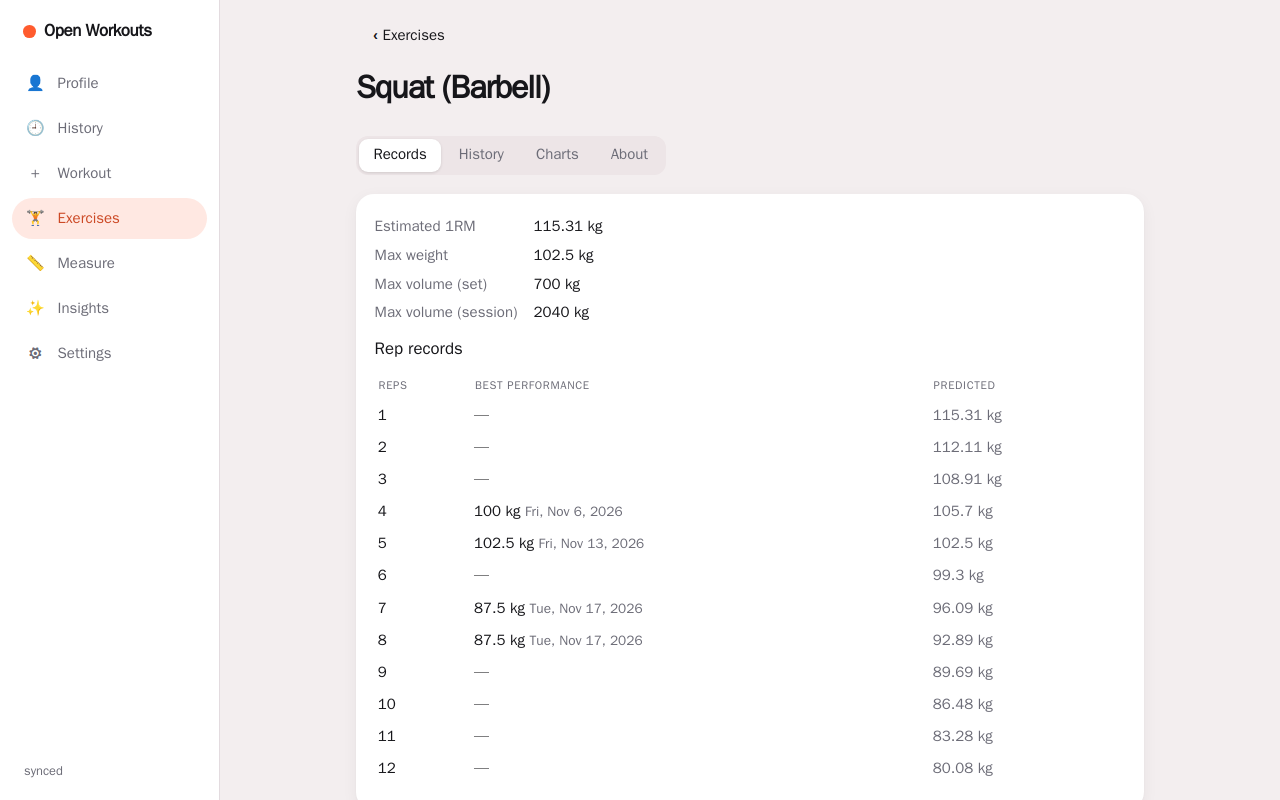 Open Workouts
Profile
History
+ Workout
Exercises
Measure
Insights
Settings
synced
‹ Exercises
Squat (Barbell)
Records History Charts About
Estimated 1RM 115.31 kg
Max weight 102.5 kg
Max volume (set) 700 kg
Max volume (session) 2040 kg
Rep records
REPS BEST PERFORMANCE PREDICTED
1 — 115.31 kg
2 — 112.11 kg
3 — 108.91 kg
4 100 kg Fri, Nov 6, 2026 105.7 kg
5 102.5 kg Fri, Nov 13, 2026 102.5 kg
6 — 99.3 kg
7 87.5 kg Tue, Nov 17, 2026 96.09 kg
8 87.5 kg Tue, Nov 17, 2026 92.89 kg
9 — 89.69 kg
10 — 86.48 kg
11 — 83.28 kg
12 — 80.08 kg